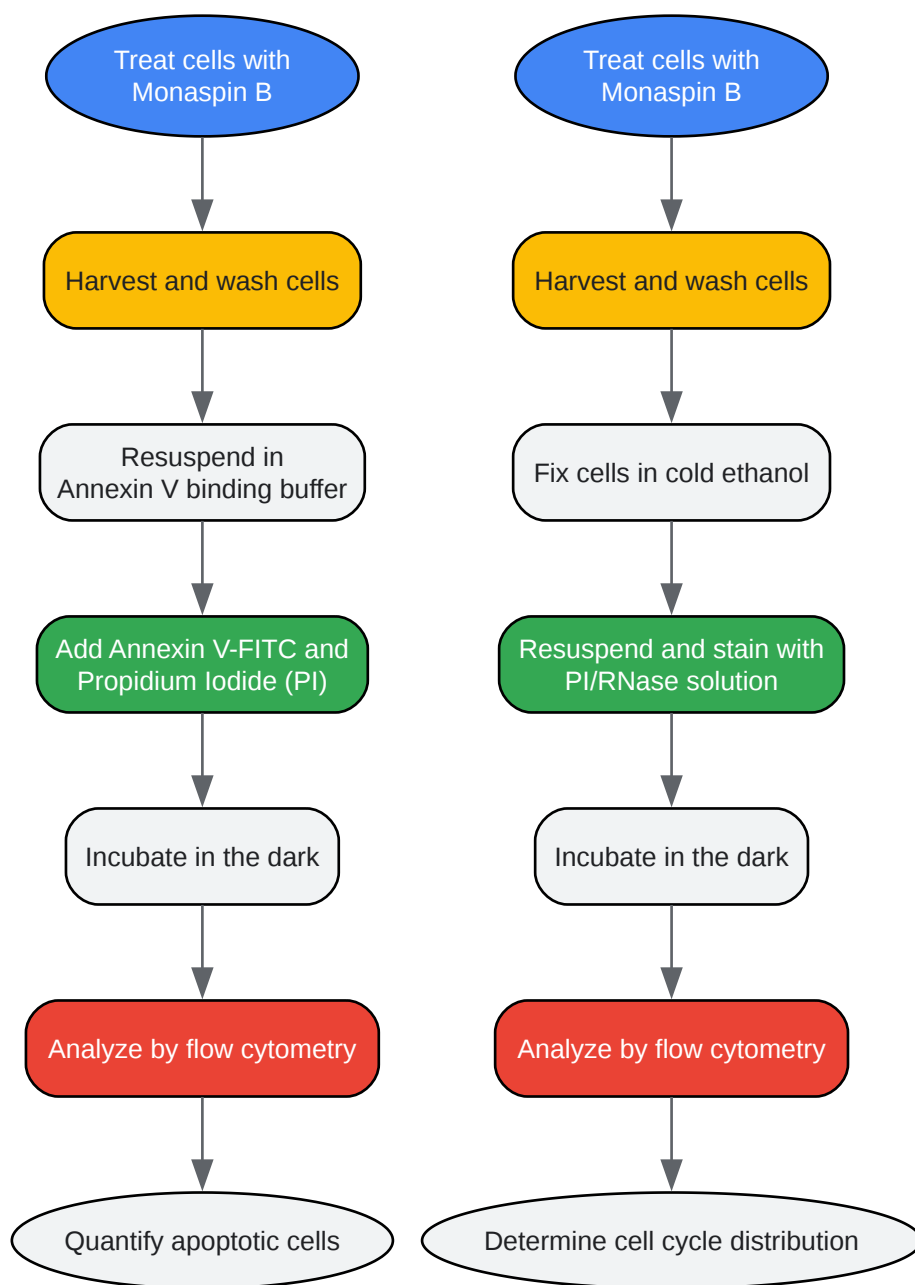 Treat cells with
Monaspin B
Harvest and wash cells
Resuspend in
Annexin V binding buffer
Add Annexin V-FITC and
Propidium Iodide (PI)
Incubate in the dark
Analyze by flow cytometry
Quantify apoptotic cells
Treat cells with
Monaspin B
Harvest and wash cells
Fix cells in cold ethanol
Resuspend and stain with
PI/RNase solution
Incubate in the dark
Analyze by flow cytometry
Determine cell cycle distribution